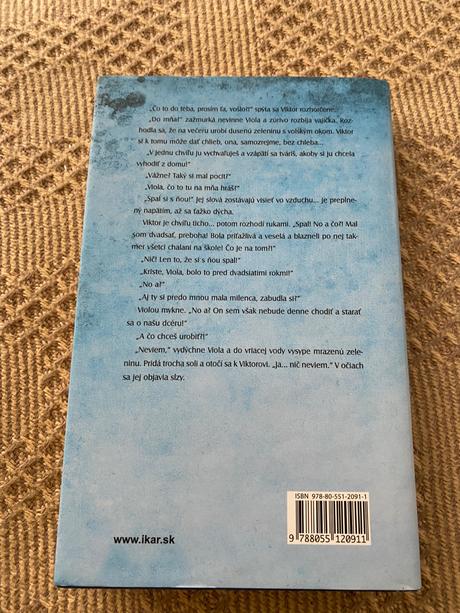 „Čo to do teba, prosím ťa, vošlo?!“ spýta sa Viktor rozhorčene.
„Do mňa?“ zažmurká nevinne Viola a zúrivo rozbíja vajíčka. Roz-
hodla sa, že na večeru urobí dusenú zeleninu s volským okom. Viktor
si k tomu môže dať chlieb, ona, samozrejme, bez chleba...
„V jednu chvíľu ju vychvaľuješ a vzápätí sa tváriš, akoby si ju chcela
vyhodiť z domu!“
„Vážne? Taký si mal pocit?“
„Viola, čo to tu na mňa hráš?“
„Spal si s ňou!“ Jej slová zostávajú visieť vo vzduchu... je preplne-
ný napätím, až sa ťažko dýcha.
Viktor je chvíľu ticho... potom rozhodí rukami. „Spal! No a čo?! Mal
som dvadsať, preboha! Bola príťažlivá a veselá a blázneli po nej tak-
mer všetci chalani na škole! Čo je na tom?!“
„Nič! Len to, že si s ňou spal!“
„Kriste, Viola, bolo to pred dvadsiatimi rokmi!“
„No a?“
„Aj ty si predo mnou mala milenca, zabudla si?“
Violou mykne. „No a? On sem však nebude denne chodiť a starať
sa o našu dcéru!“
„A čo chceš urobiť?!“
„Neviem,“ vydýchne Viola a do vriacej vody vysype mrazenú zele-
ninu. Pridá trocha soli a otočí sa k Viktorovi. „Ja... nič neviem.“ V očiach
sa jej objavia slzy.
ISBN 978-80-551-2091-1
9 788055 120911
www.ikar.sk